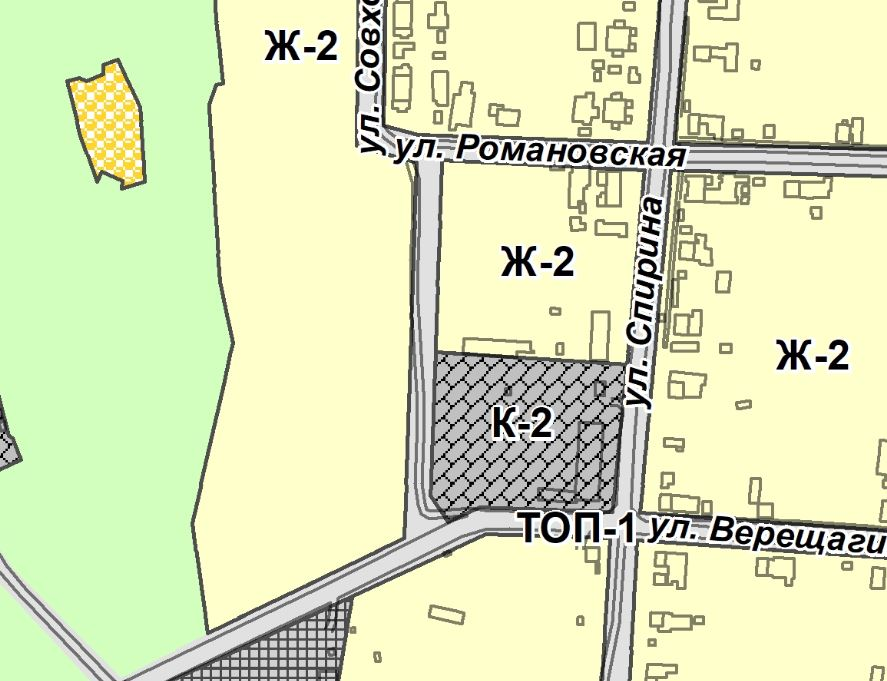 Ж-2
ул. Совхо
ул. Романовская
Ж-2
ул. Спирина
Ж-2
К-2
ТОП-1
ул. Верещаги